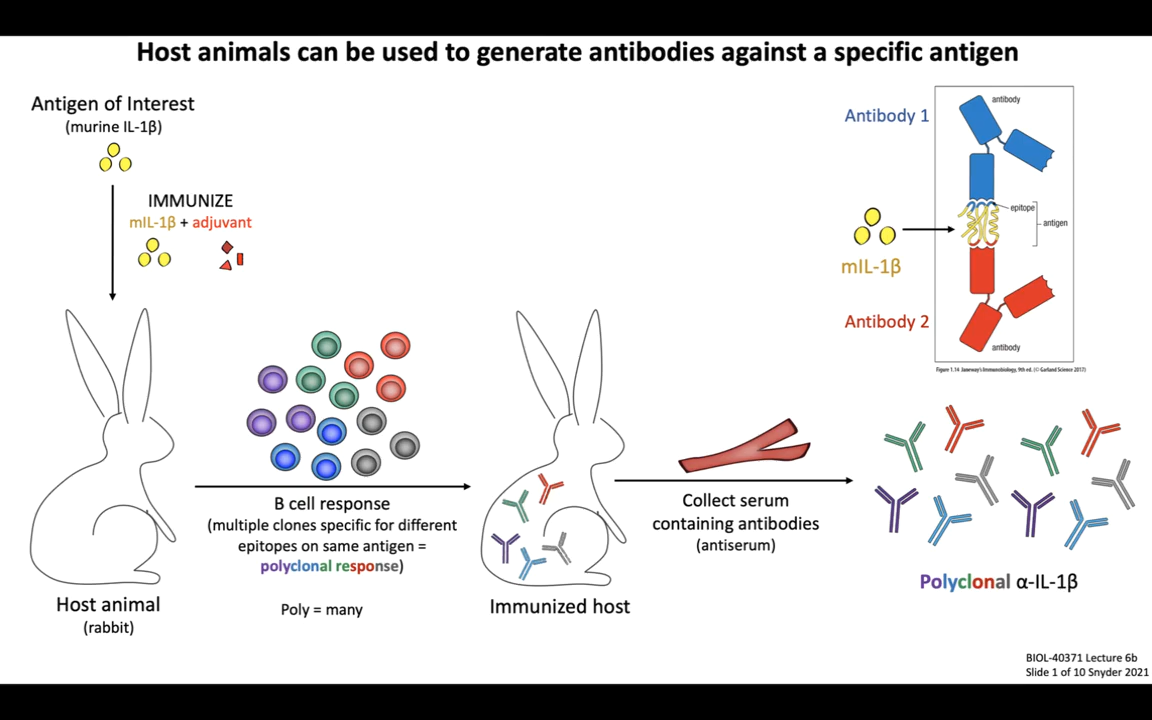 Host animals can be used to generate antibodies against a specific antigen
Antigen of Interest
(murine IL-1β)
IMMUNIZE
mIL-1β + adjuvant
Host animal
(rabbit)
B cell response
(multiple clones specific for different
epitopes on same antigen =
polyclonal response)
Poly = many
Immunized host
Collect serum
containing antibodies
(antiserum)
Antibody 1
mIL-1β
Antibody 2
antibody
epitope
antigen
antibody
Figure 1.14 Janeway's Immunobiology, 9th ed. (© Garland Science 2017)
Polyclonal α-IL-1β
BIOL-40371 Lecture 6b
Slide 1 of 10 Snyder 2021